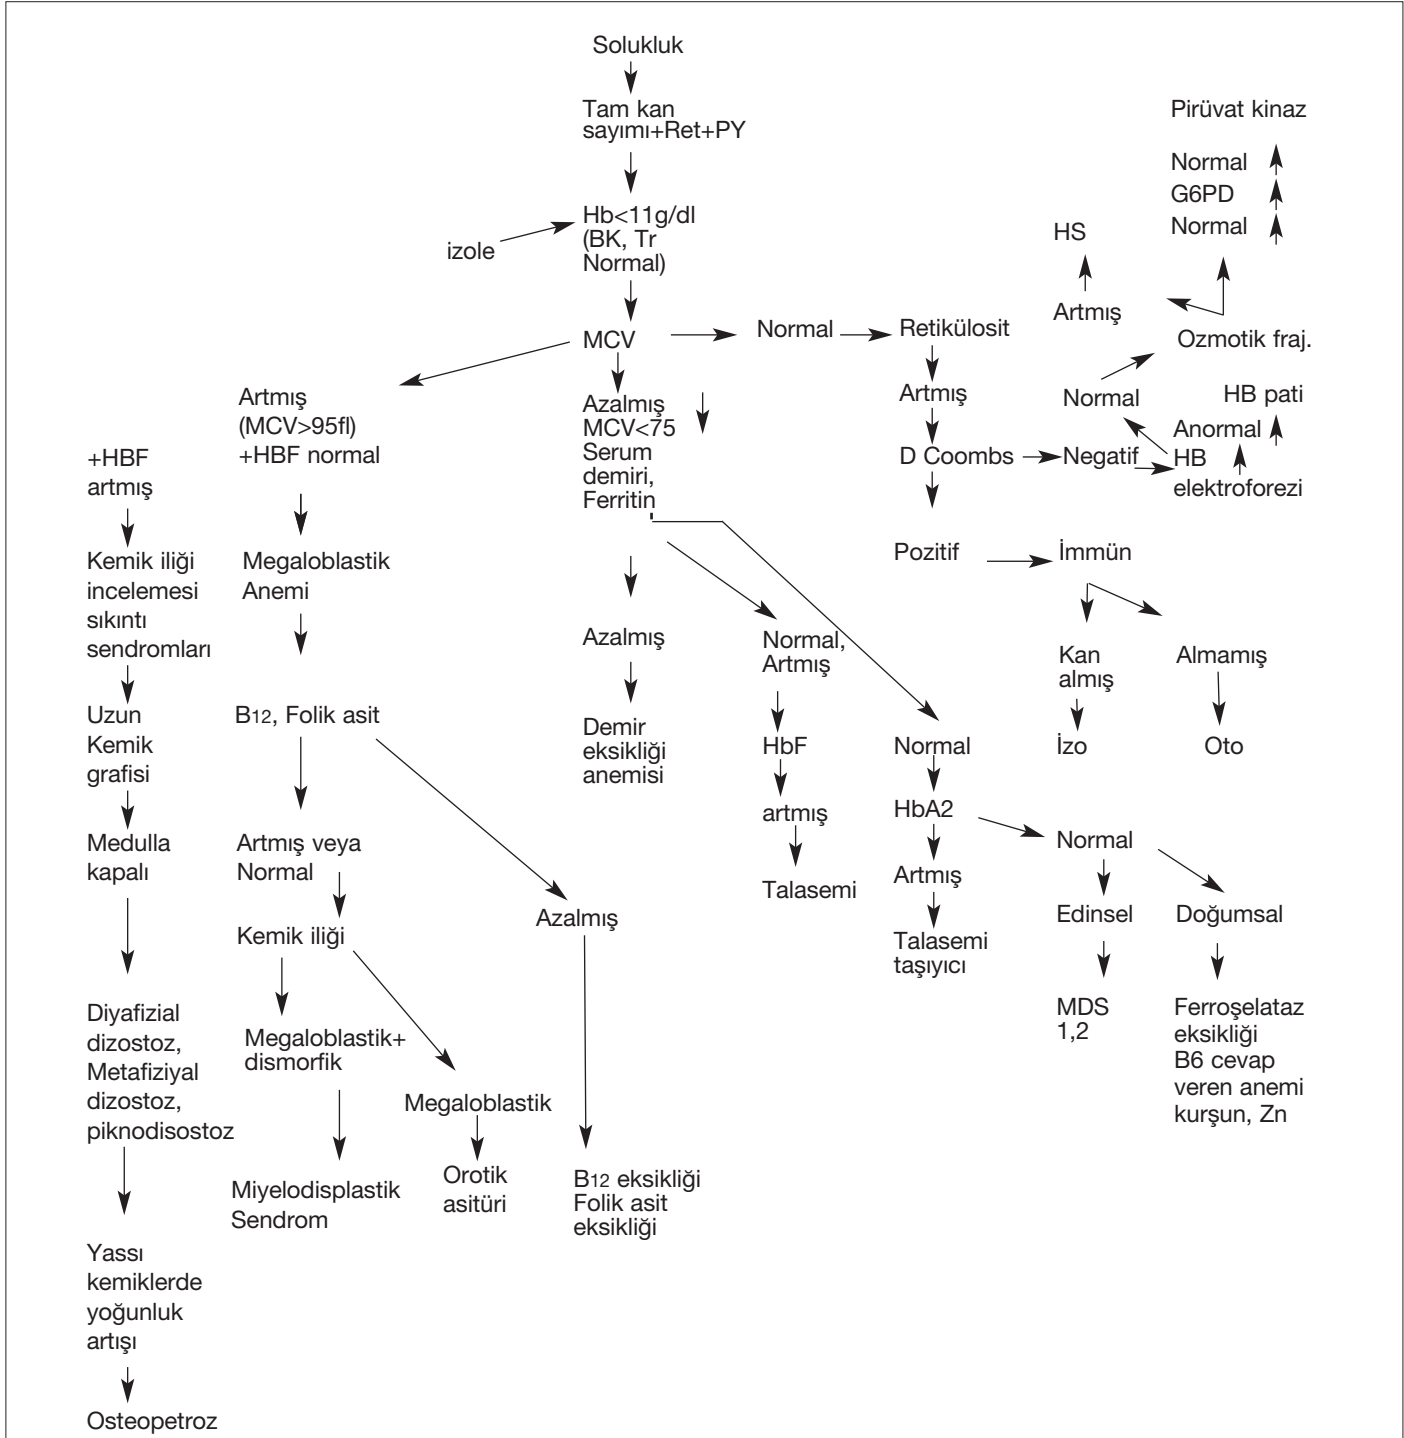 Solukluk
Tam kan
sayımı+Ret+PY
izole
Hb<11g/dl
(BK, Tr
Normal)
MCV
Normal
Retikülosit
Artmış
D Coombs
Negatif
HB
elektroforezi
Anormal
HB pati
Normal
Ozmotik fraj.
Artmış
HS
Normal
G6PD
Normal
Pirüvat kinaz
Pozitif
İmmün
Kan
almış
İzo
Almamış
Oto
Azalmış
MCV<75
Serum
demiri,
Ferritin
Azalmış
Demir
eksikliği
anemisi
Normal,
Artmış
HbF
artmış
Talasemi
Normal
HbA2
Artmış
Talasemi
taşıyıcı
Normal
Edinsel
MDS
1,2
Doğumsal
Ferroşelataz
eksikliği
B6 cevap
veren anemi
kurşun, Zn
Artmış
(MCV>95fl)
+HBF normal
Megaloblastik
Anemi
B12, Folik asit
Artmış veya
Normal
Kemik iliği
Megaloblastik+
dismorfik
Miyelodisplastik
Sendrom
Megaloblastik
Orotik
asitüri
Azalmış
B12 eksikliği
Folik asit
eksikliği
+HBF
artmış
Kemik iliği
incelemesi
sıkıntı
sendromları
Uzun
Kemik
grafisi
Medulla
kapalı
Diyafizial
dizostoz,
Metafiziyal
dizostoz,
piknodisostoz
Yassı
kemiklerde
yoğunluk
artışı
Osteopetroz